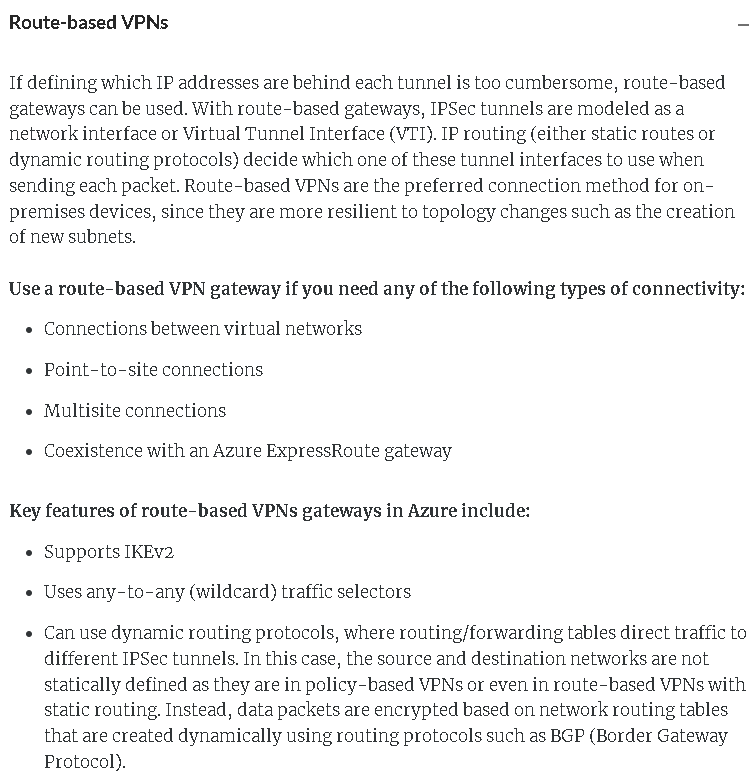 Route-based VPNs
If defining which IP addresses are behind each tunnel is too cumbersome, route-based
gateways can be used. With route-based gateways, IPSec tunnels are modeled as a
network interface or Virtual Tunnel Interface (VTI). IP routing (either static routes or
dynamic routing protocols) decide which one of these tunnel interfaces to use when
sending each packet. Route-based VPNs are the preferred connection method for on-
premises devices, since they are more resilient to topology changes such as the creation
of new subnets.
Use a route-based VPN gateway if you need any of the following types of connectivity:
• Connections between virtual networks
• Point-to-site connections
• Multisite connections
• Coexistence with an Azure ExpressRoute gateway
Key features of route-based VPNs gateways in Azure include:
• Supports IKEv2
• Uses any-to-any (wildcard) traffic selectors
• Can use dynamic routing protocols, where routing/forwarding tables direct traffic to
different IPSec tunnels. In this case, the source and destination networks are not
statically defined as they are in policy-based VPNs or even in route-based VPNs with
static routing. Instead, data packets are encrypted based on network routing tables
that are created dynamically using routing protocols such as BGP (Border Gateway
Protocol).